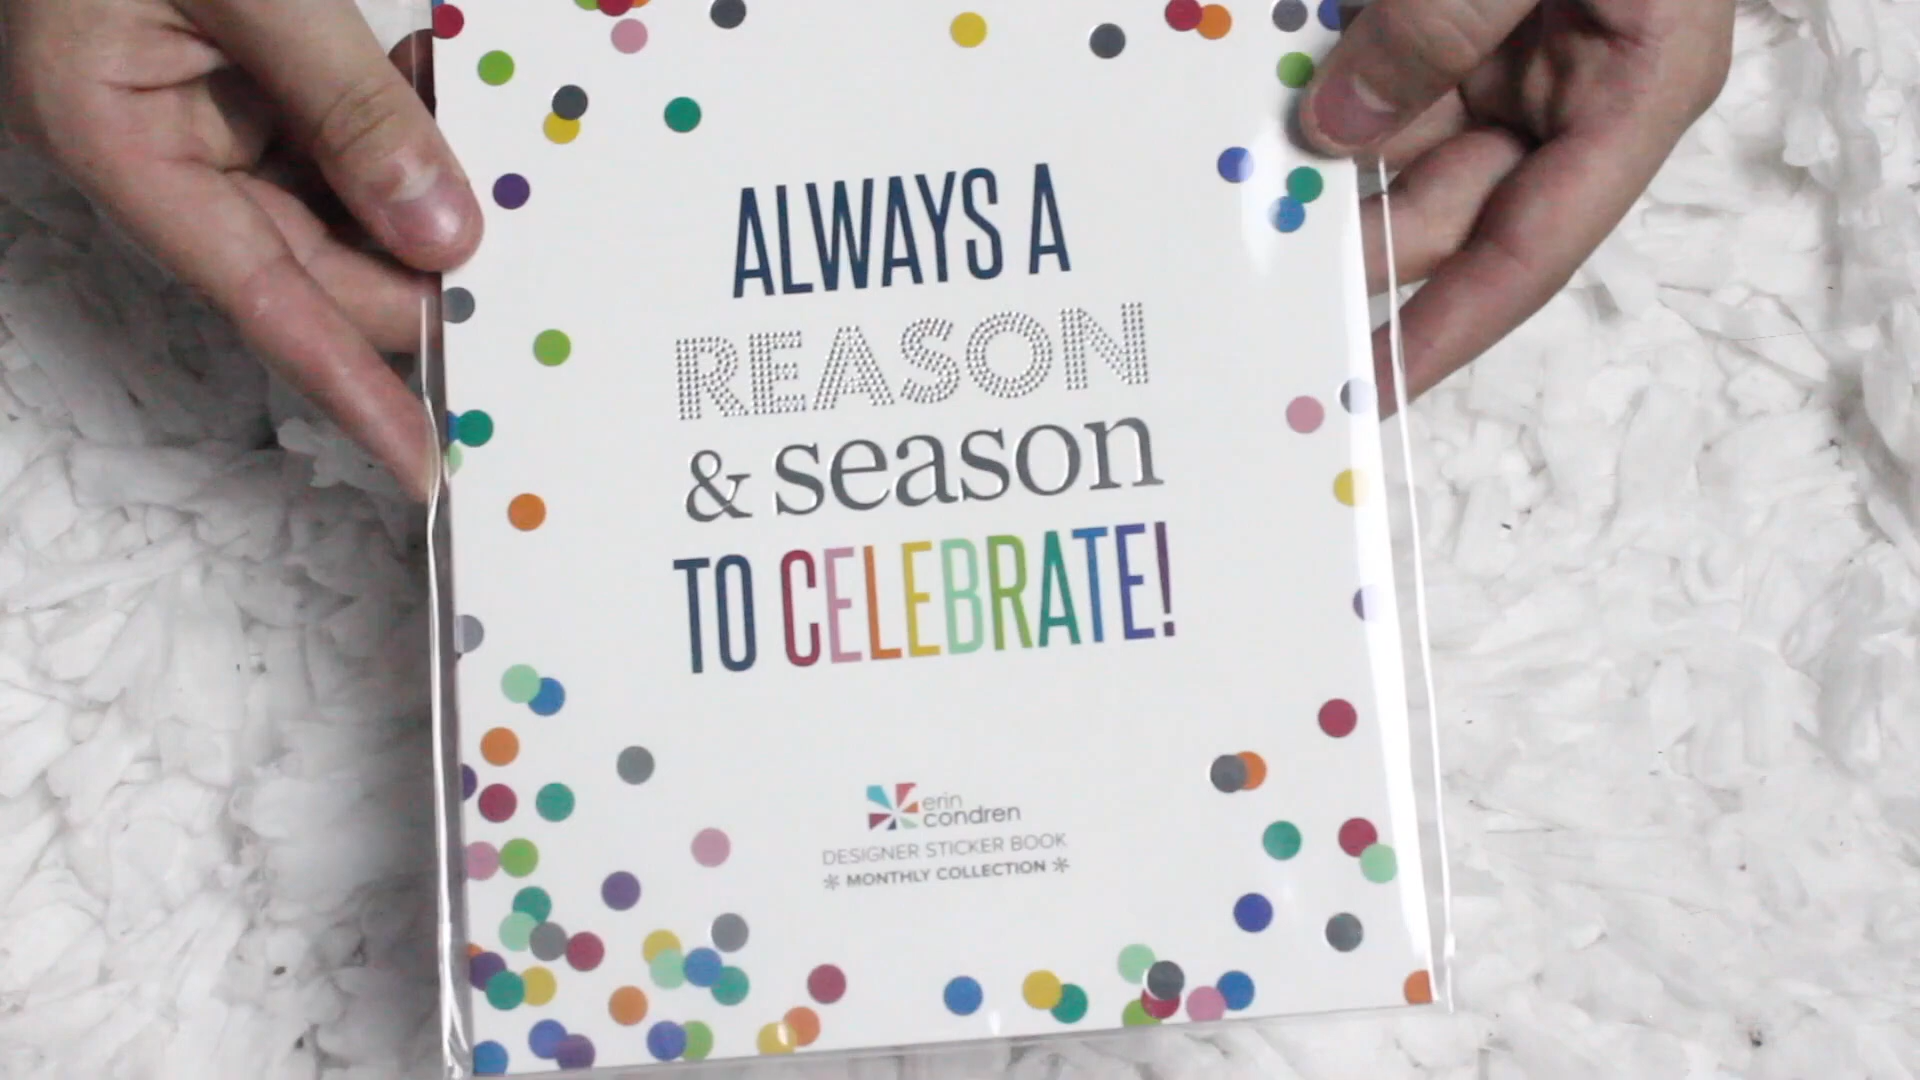 ALWAYS A
REASON
& season
TO CELEBRATE!
erin
condren
DESIGNER STICKER BOOK
* MONTHLY COLLECTION *